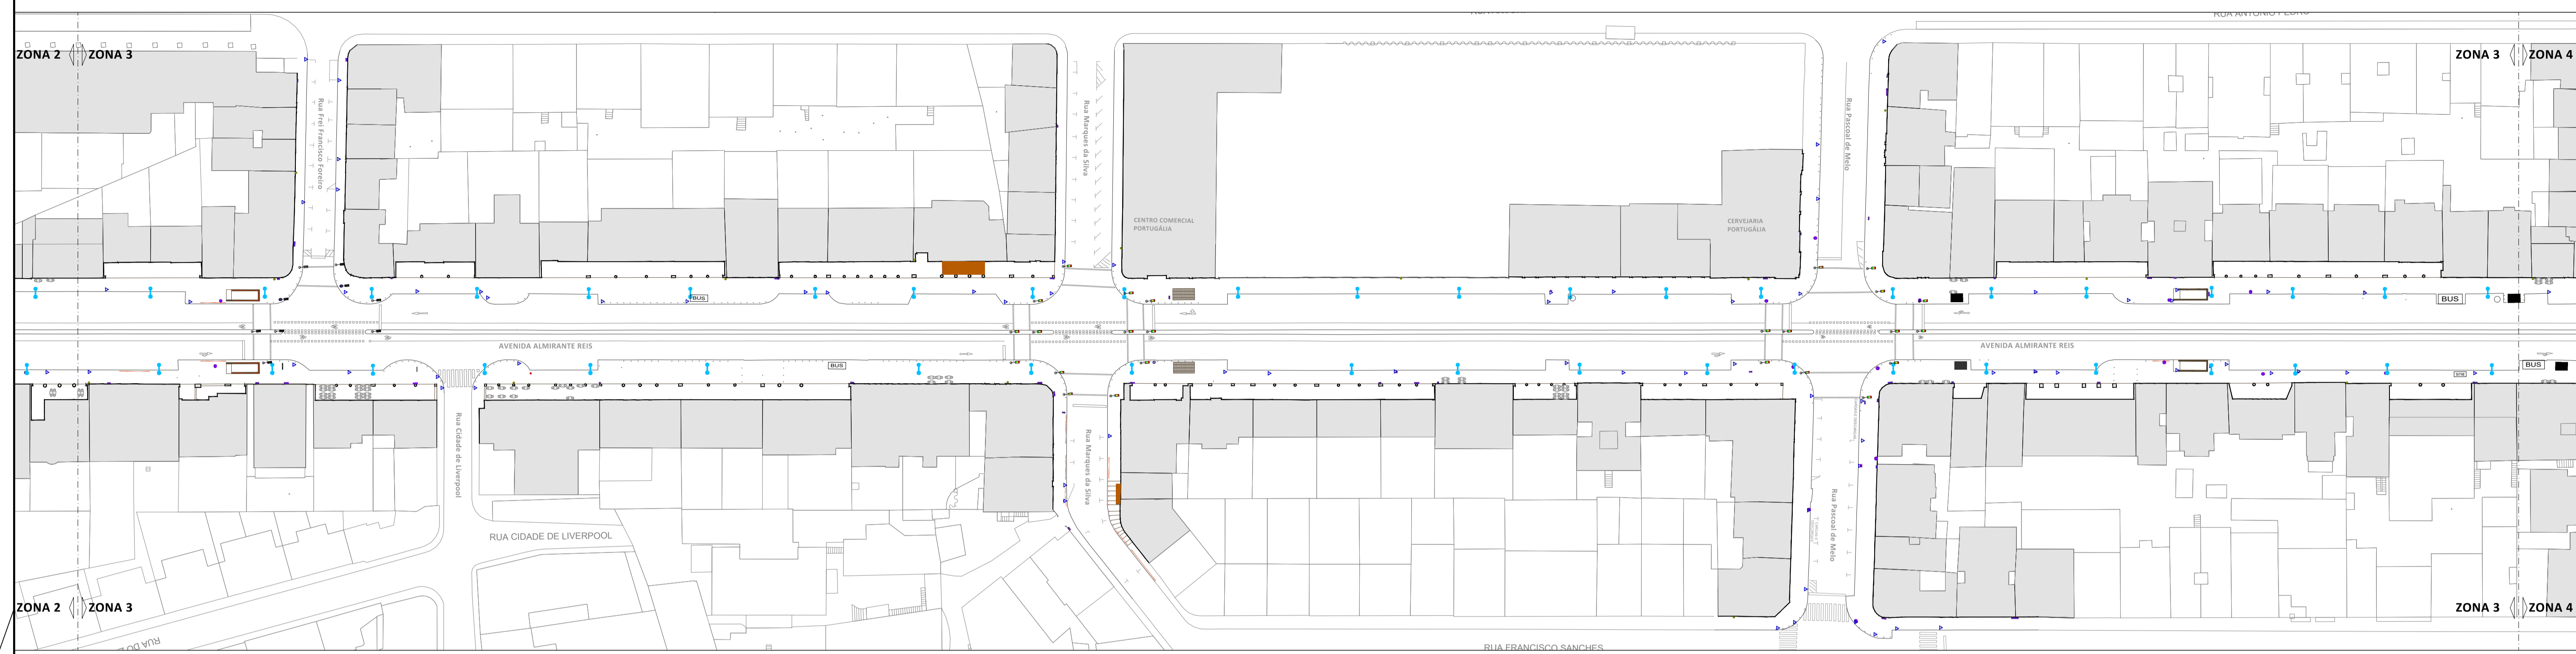 RUA ANTÓNIO PEDRO
ZONA 2
ZONA 3
ZONA 3
ZONA 4
Rua Frei Francisco Foreiro
Rua Marques da Silva
Rua Pascoal de Melo
CENTRO COMERCIAL
PORTUGÁLIA
CERVEJARIA
PORTUGÁLIA
BUS
BUS
AVENIDA ALMIRANTE REIS
AVENIDA ALMIRANTE REIS
BUS
BUS
Rua Cidade de Liverpool
Rua Marques da Silva
Rua Pascoal de Melo
RUA CIDADE DE LIVERPOOL
ZONA 2
ZONA 3
ZONA 3
ZONA 4
RUA DO
RUA FRANCISCO SANCHES